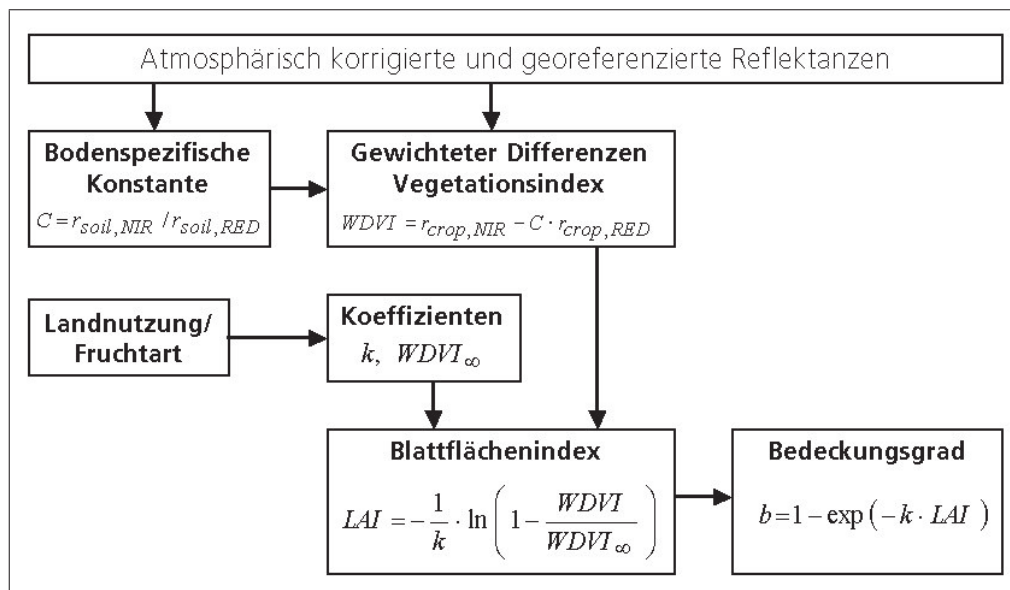 Atmosphärisch korrigierte und georeferenzierte Reflektanzen
Bodenspezifische
Konstante
C = r_soil,NIR / r_soil,RED
Gewichteter Differenzen
Vegetationsindex
WDVI = r_crop,NIR − C · r_crop,RED
Landnutzung/
Fruchtart
Koeffizienten
k, WDVI_∞
Blattflächenindex
LAI = − 1/k · ln ( 1 − WDVI/WDVI_∞ )
Bedeckungsgrad
b = 1 − exp ( −k · LAI )